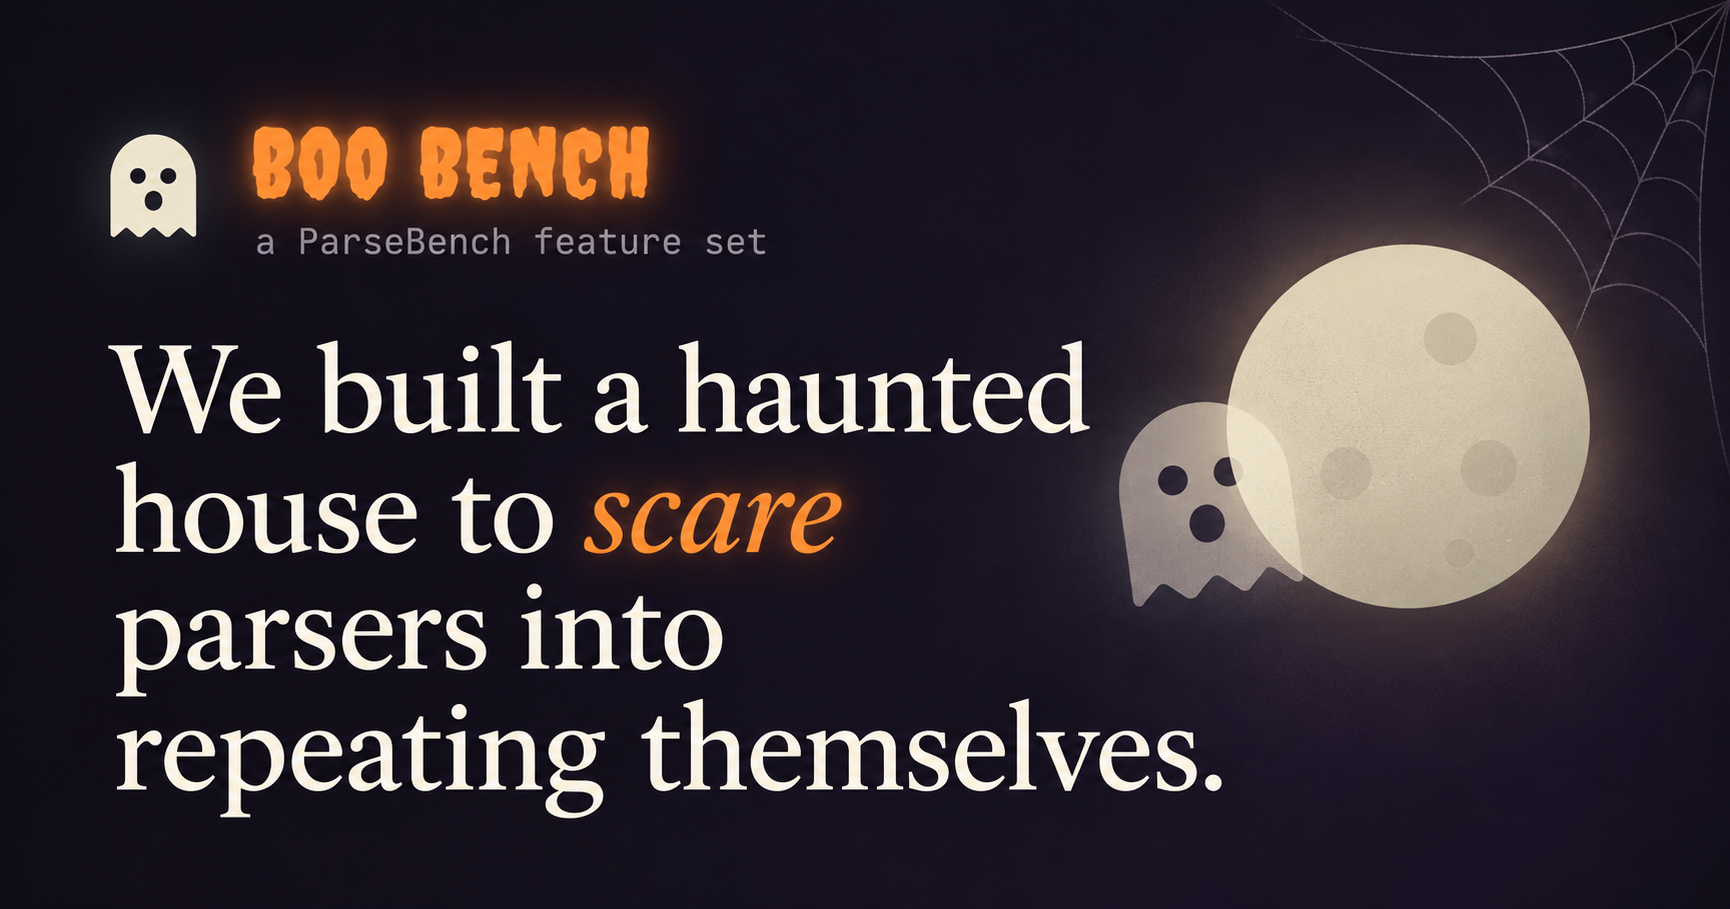 BOO BENCH
a ParseBench feature set
We built a haunted
house to scare
parsers into
repeating themselves.